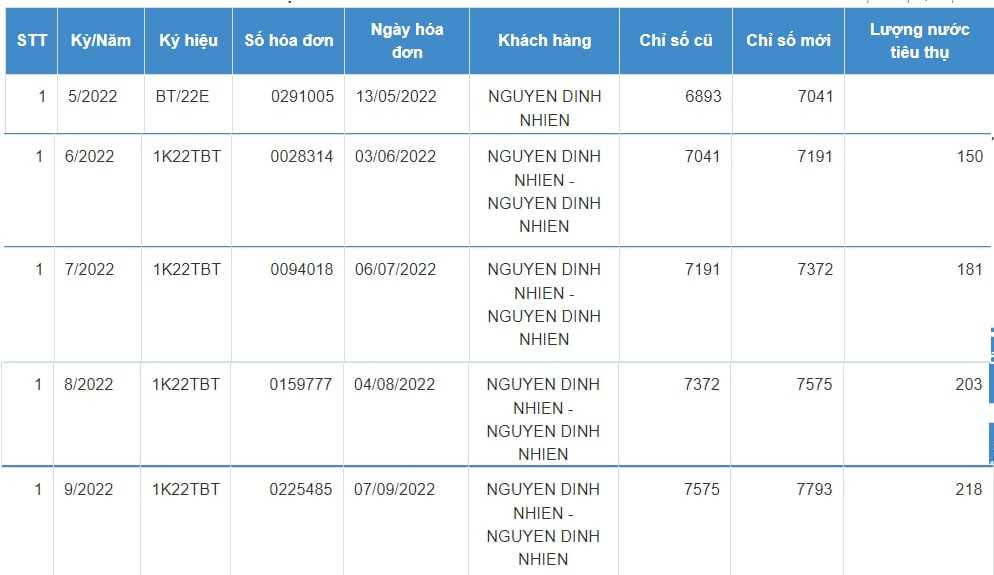 STT Kỳ/Năm Ký hiệu Số hóa đơn Ngày hóa đơn Khách hàng Chỉ số cũ Chỉ số mới Lượng nước tiêu thụ
1 5/2022 BT/22E 0291005 13/05/2022 NGUYEN DINH 6893 7041
NHIEN
1 6/2022 1K22TBT 0028314 03/06/2022 NGUYEN DINH 7041 7191 150
NHIEN -
NGUYEN DINH
NHIEN
1 7/2022 1K22TBT 0094018 06/07/2022 NGUYEN DINH 7191 7372 181
NHIEN -
NGUYEN DINH
NHIEN
1 8/2022 1K22TBT 0159777 04/08/2022 NGUYEN DINH 7372 7575 203
NHIEN -
NGUYEN DINH
NHIEN
1 9/2022 1K22TBT 0225485 07/09/2022 NGUYEN DINH 7575 7793 218
NHIEN -
NGUYEN DINH
NHIEN